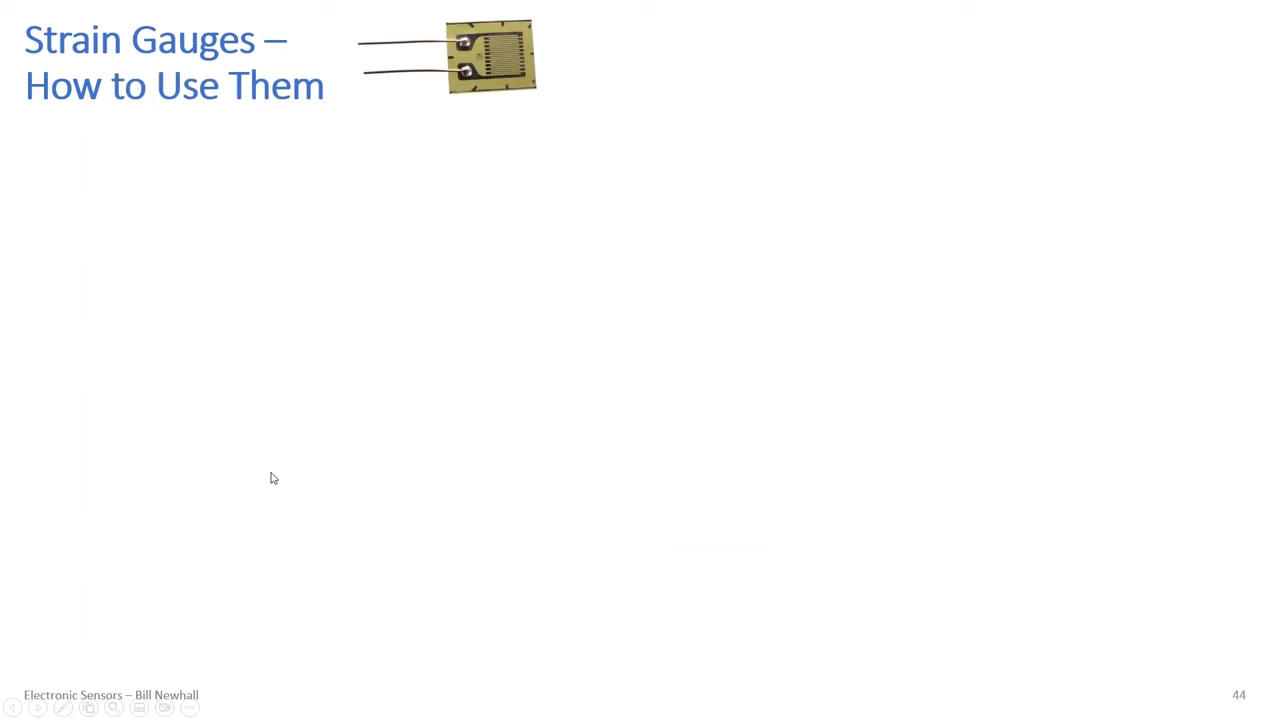 Strain Gauges –
How to Use Them
Electronic Sensors – Bill Newhall
44